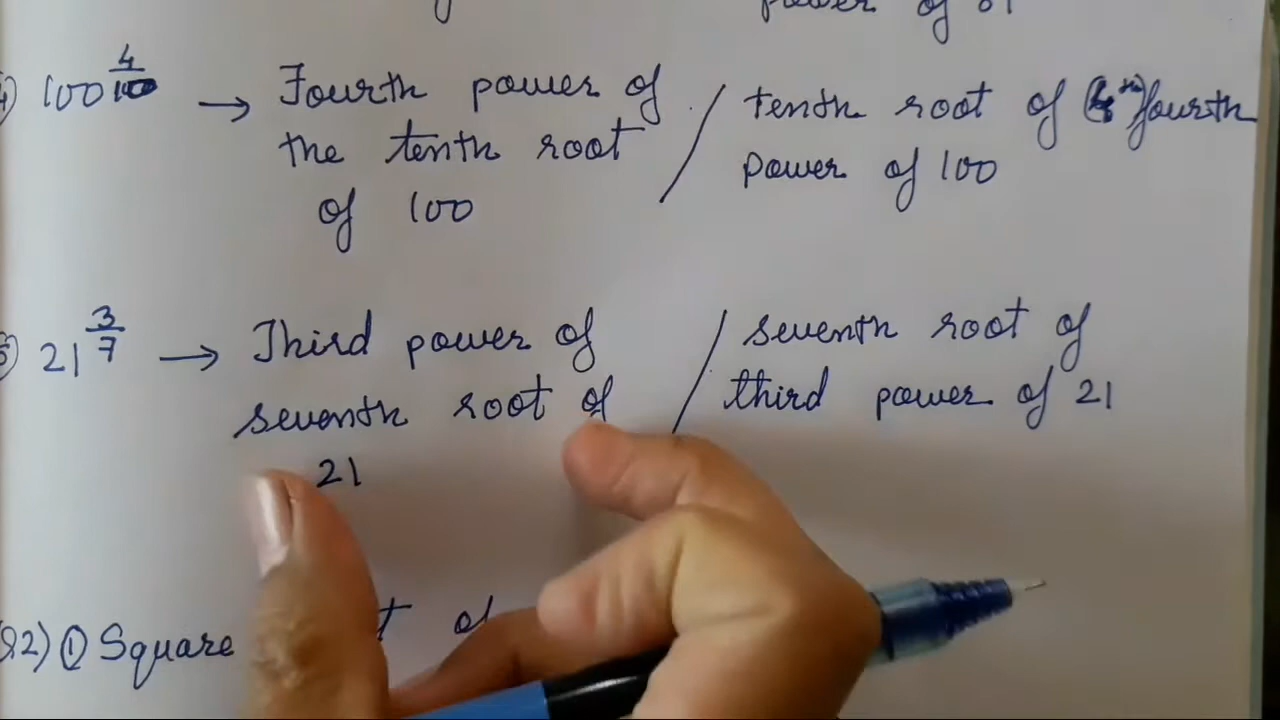 power of
4) 100^(4/10) → Fourth power of the tenth root of 100 / tenth root of fourth power of 100
21^(3/7) → Third power of seventh root of 21 / seventh root of third power of 21
Q2) ① Square